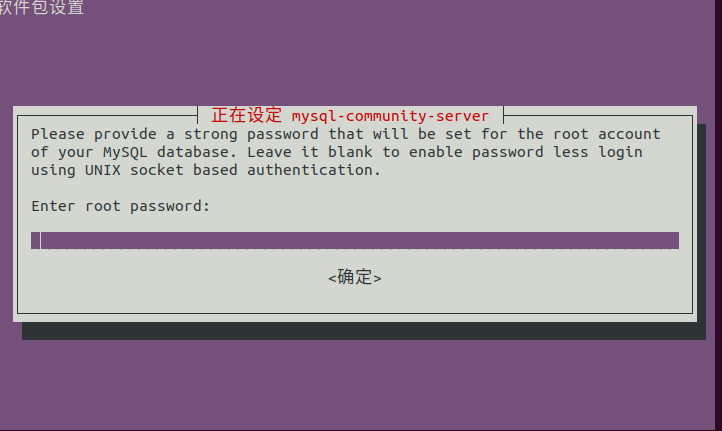 软件包设置
正在设定 mysql-community-server
Please provide a strong password that will be set for the root account
of your MySQL database. Leave it blank to enable password less login
using UNIX socket based authentication.
Enter root password:
<确定>